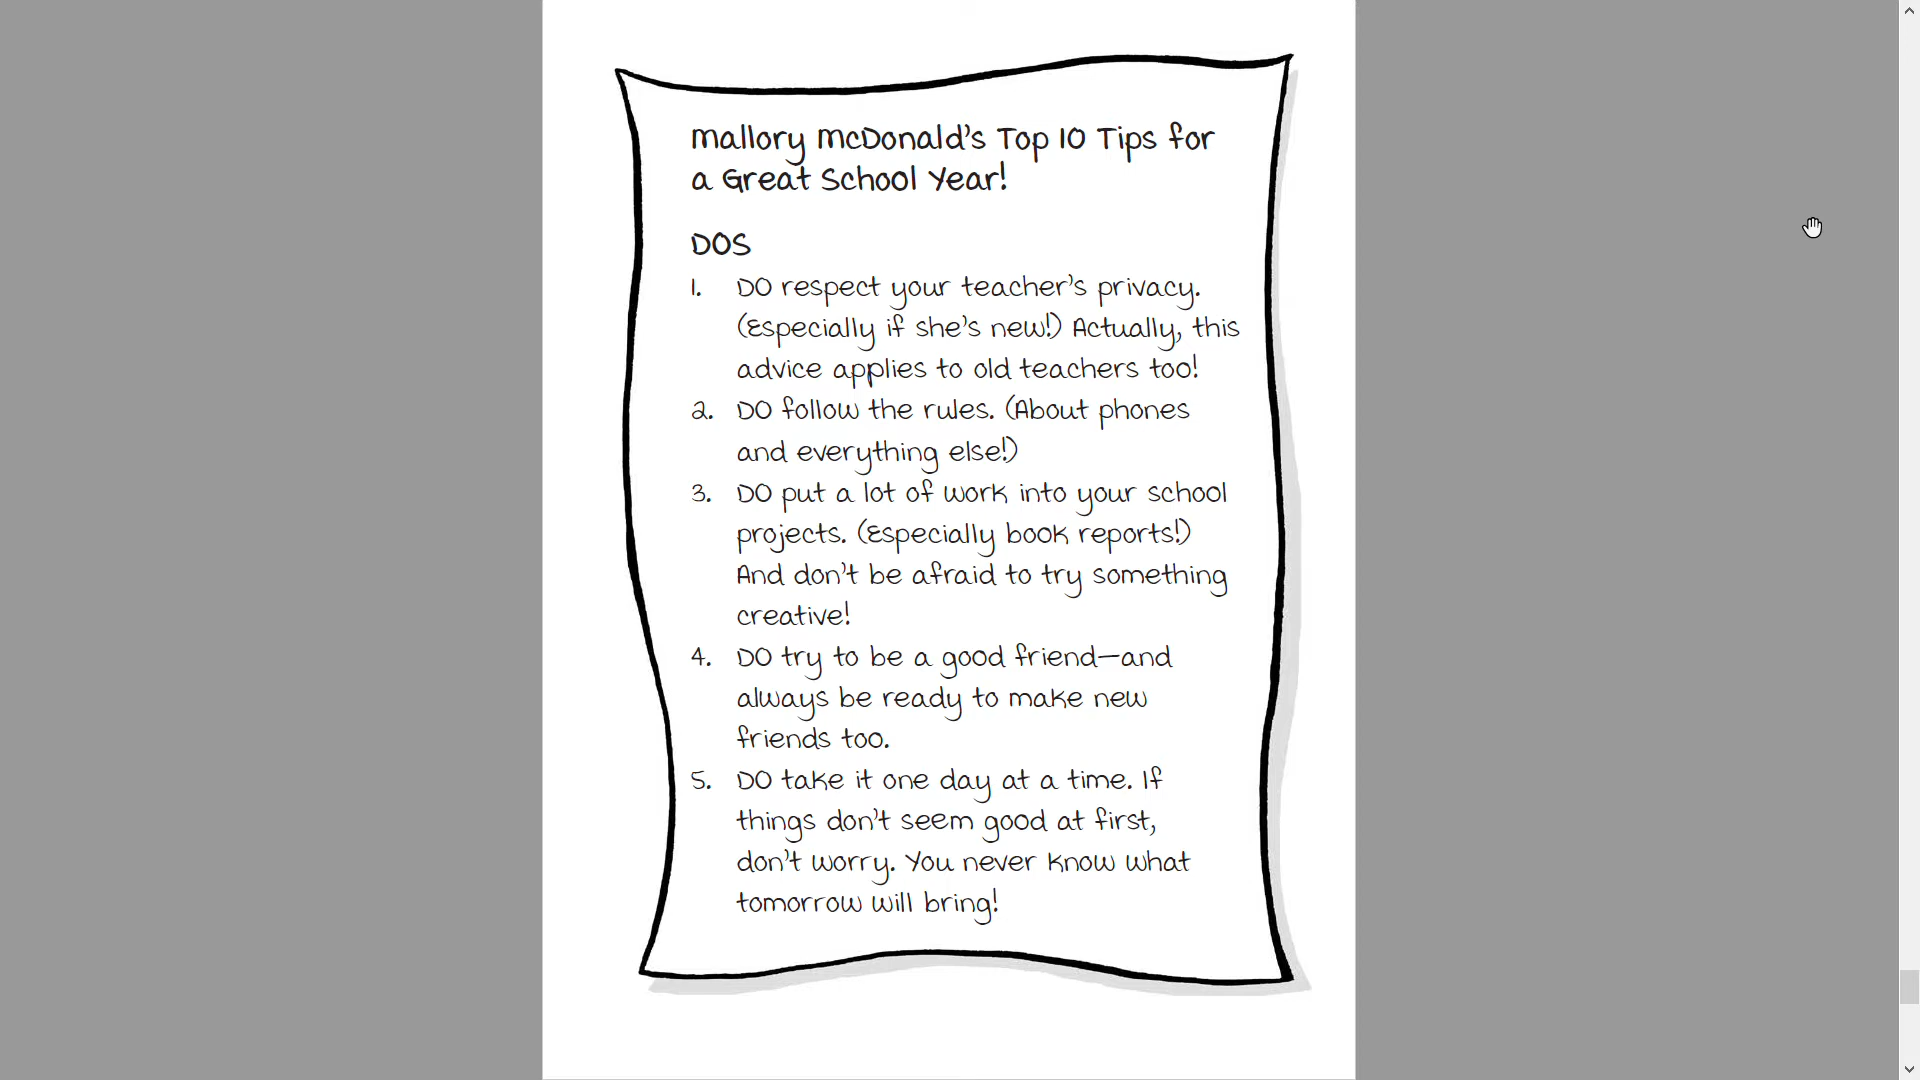 Mallory McDonald's Top 10 Tips for
a Great School Year!
DOS
1. DO respect your teacher's privacy.
(Especially if she's new!) Actually, this
advice applies to old teachers too!
2. DO follow the rules. (About phones
and everything else!)
3. DO put a lot of work into your school
projects. (Especially book reports!)
And don't be afraid to try something
creative!
4. DO try to be a good friend—and
always be ready to make new
friends too.
5. DO take it one day at a time. If
things don't seem good at first,
don't worry. You never know what
tomorrow will bring!